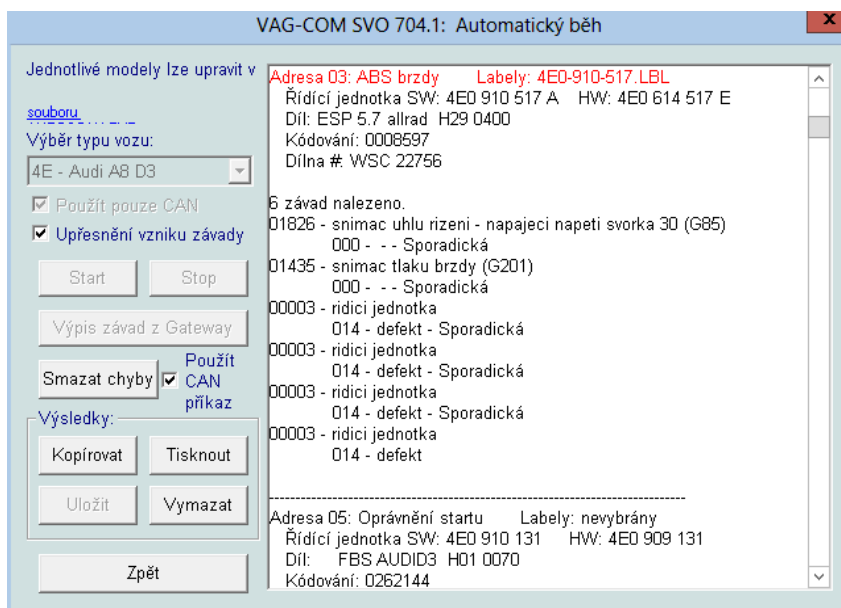 VAG-COM SVO 704.1: Automatický běh
x
Jednotlivé modely lze upravit v
souboru
Výběr typu vozu:
4E - Audi A8 D3
Použít pouze CAN
Upřesnění vzniku závady
Start
Stop
Výpis závad z Gateway
Smazat chyby
Použít
CAN
příkaz
Výsledky:
Kopírovat
Tisknout
Uložit
Vymazat
Zpět
Adresa 03: ABS brzdy Labely: 4E0-910-517.LBL
Řídící jednotka SW: 4E0 910 517 A HW: 4E0 614 517 E
Díl: ESP 5.7 allrad H29 0400
Kódování: 0008597
Dílna #: WSC 22756
6 závad nalezeno.
01826 - snimac uhlu rizeni - napajeci napeti svorka 30 (G85)
000 - - - Sporadická
01435 - snimac tlaku brzdy (G201)
000 - - - Sporadická
00003 - ridici jednotka
014 - defekt - Sporadická
00003 - ridici jednotka
014 - defekt - Sporadická
00003 - ridici jednotka
014 - defekt - Sporadická
00003 - ridici jednotka
014 - defekt
--------------------------------------------------------------------------------
Adresa 05: Oprávnění startu Labely: nevybrány
Řídící jednotka SW: 4E0 910 131 HW: 4E0 909 131
Díl: FBS AUDID3 H01 0070
Kódování: 0262144